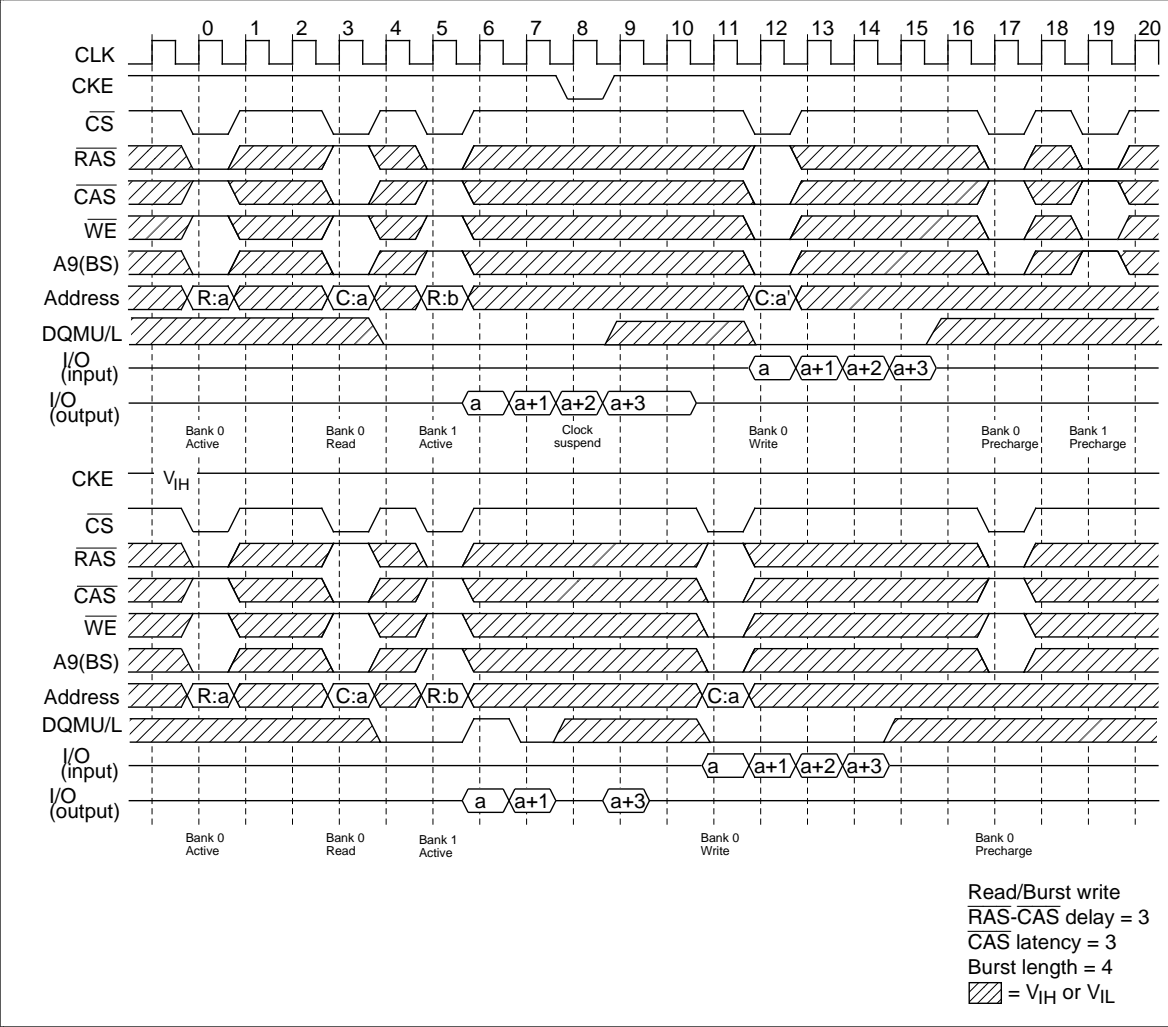 0 1 2 3 4 5 6 7 8 9 10 11 12 13 14 15 16 17 18 19 20
CLK
CKE
CS
RAS
CAS
WE
A9(BS)
Address R:a C:a R:b C:a'
DQMU/L
I/O
(input) a a+1 a+2 a+3
I/O
(output) a a+1 a+2 a+3
Bank 0 Bank 0 Bank 1 Clock Bank 0 Bank 0 Bank 1
Active Read Active suspend Write Precharge Precharge
CKE VIH
CS
RAS
CAS
WE
A9(BS)
Address R:a C:a R:b C:a
DQMU/L
I/O
(input) a a+1 a+2 a+3
I/O
(output) a a+1 a+3
Bank 0 Bank 0 Bank 1 Bank 0 Bank 0
Active Read Active Write Precharge
Read/Burst write
RAS-CAS delay = 3
CAS latency = 3
Burst length = 4
= VIH or VIL